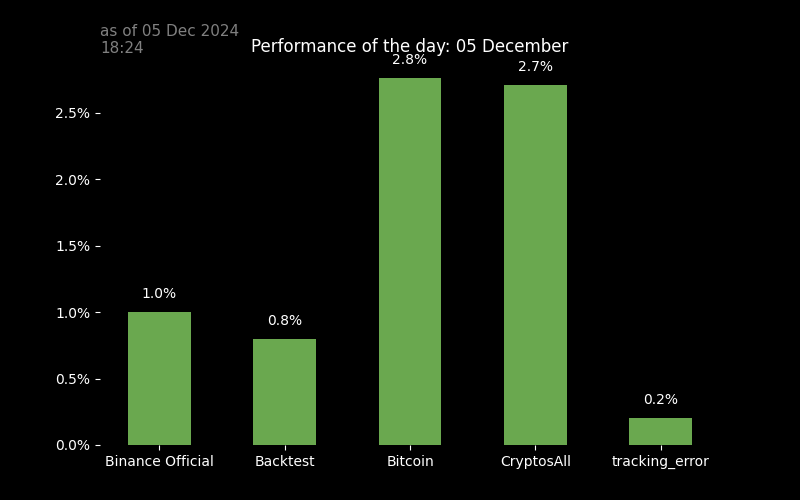 as of 05 Dec 2024
18:24
Performance of the day: 05 December
2.8%
2.7%
2.5%
2.0%
1.5%
1.0%
1.0%
0.8%
0.5%
0.2%
0.0%
Binance Official
Backtest
Bitcoin
CryptosAll
tracking_error